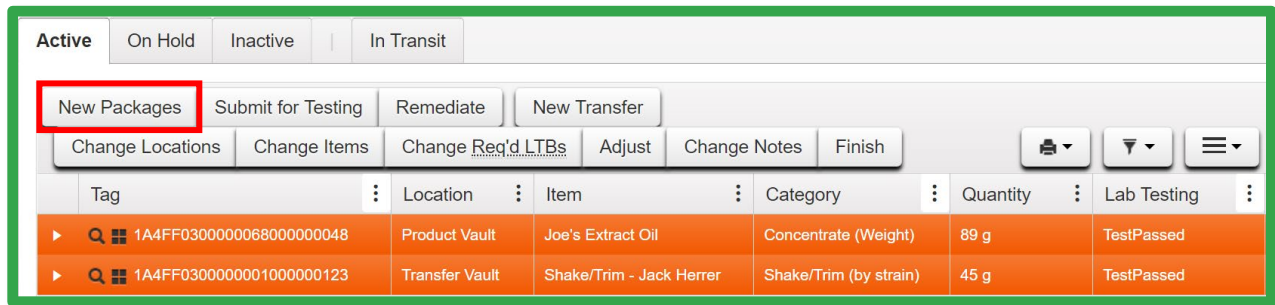 Active On Hold Inactive In Transit
New Packages Submit for Testing Remediate New Transfer
Change Locations Change Items Change Req'd LTBs Adjust Change Notes Finish
Tag Location Item Category Quantity Lab Testing
1A4FF0300000068000000048 Product Vault Joe's Extract Oil Concentrate (Weight) 89 g TestPassed
1A4FF0300000001000000123 Transfer Vault Shake/Trim - Jack Herrer Shake/Trim (by strain) 45 g TestPassed